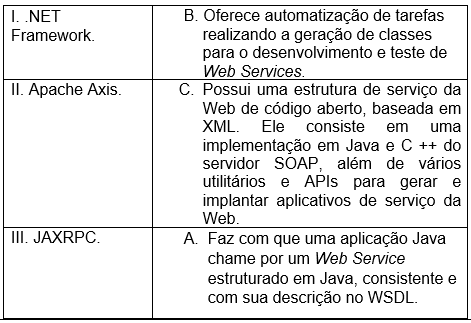 I. .NET
Framework.
B. Oferece automatização de tarefas
realizando a geração de classes
para o desenvolvimento e teste de
Web Services.
II. Apache Axis.
C. Possui uma estrutura de serviço da
Web de código aberto, baseada em
XML. Ele consiste em uma
implementação em Java e C ++ do
servidor SOAP, além de vários
utilitários e APIs para gerar e
implantar aplicativos de serviço da
Web.
III. JAXRPC.
A. Faz com que uma aplicação Java
chame por um Web Service
estruturado em Java, consistente e
com sua descrição no WSDL.